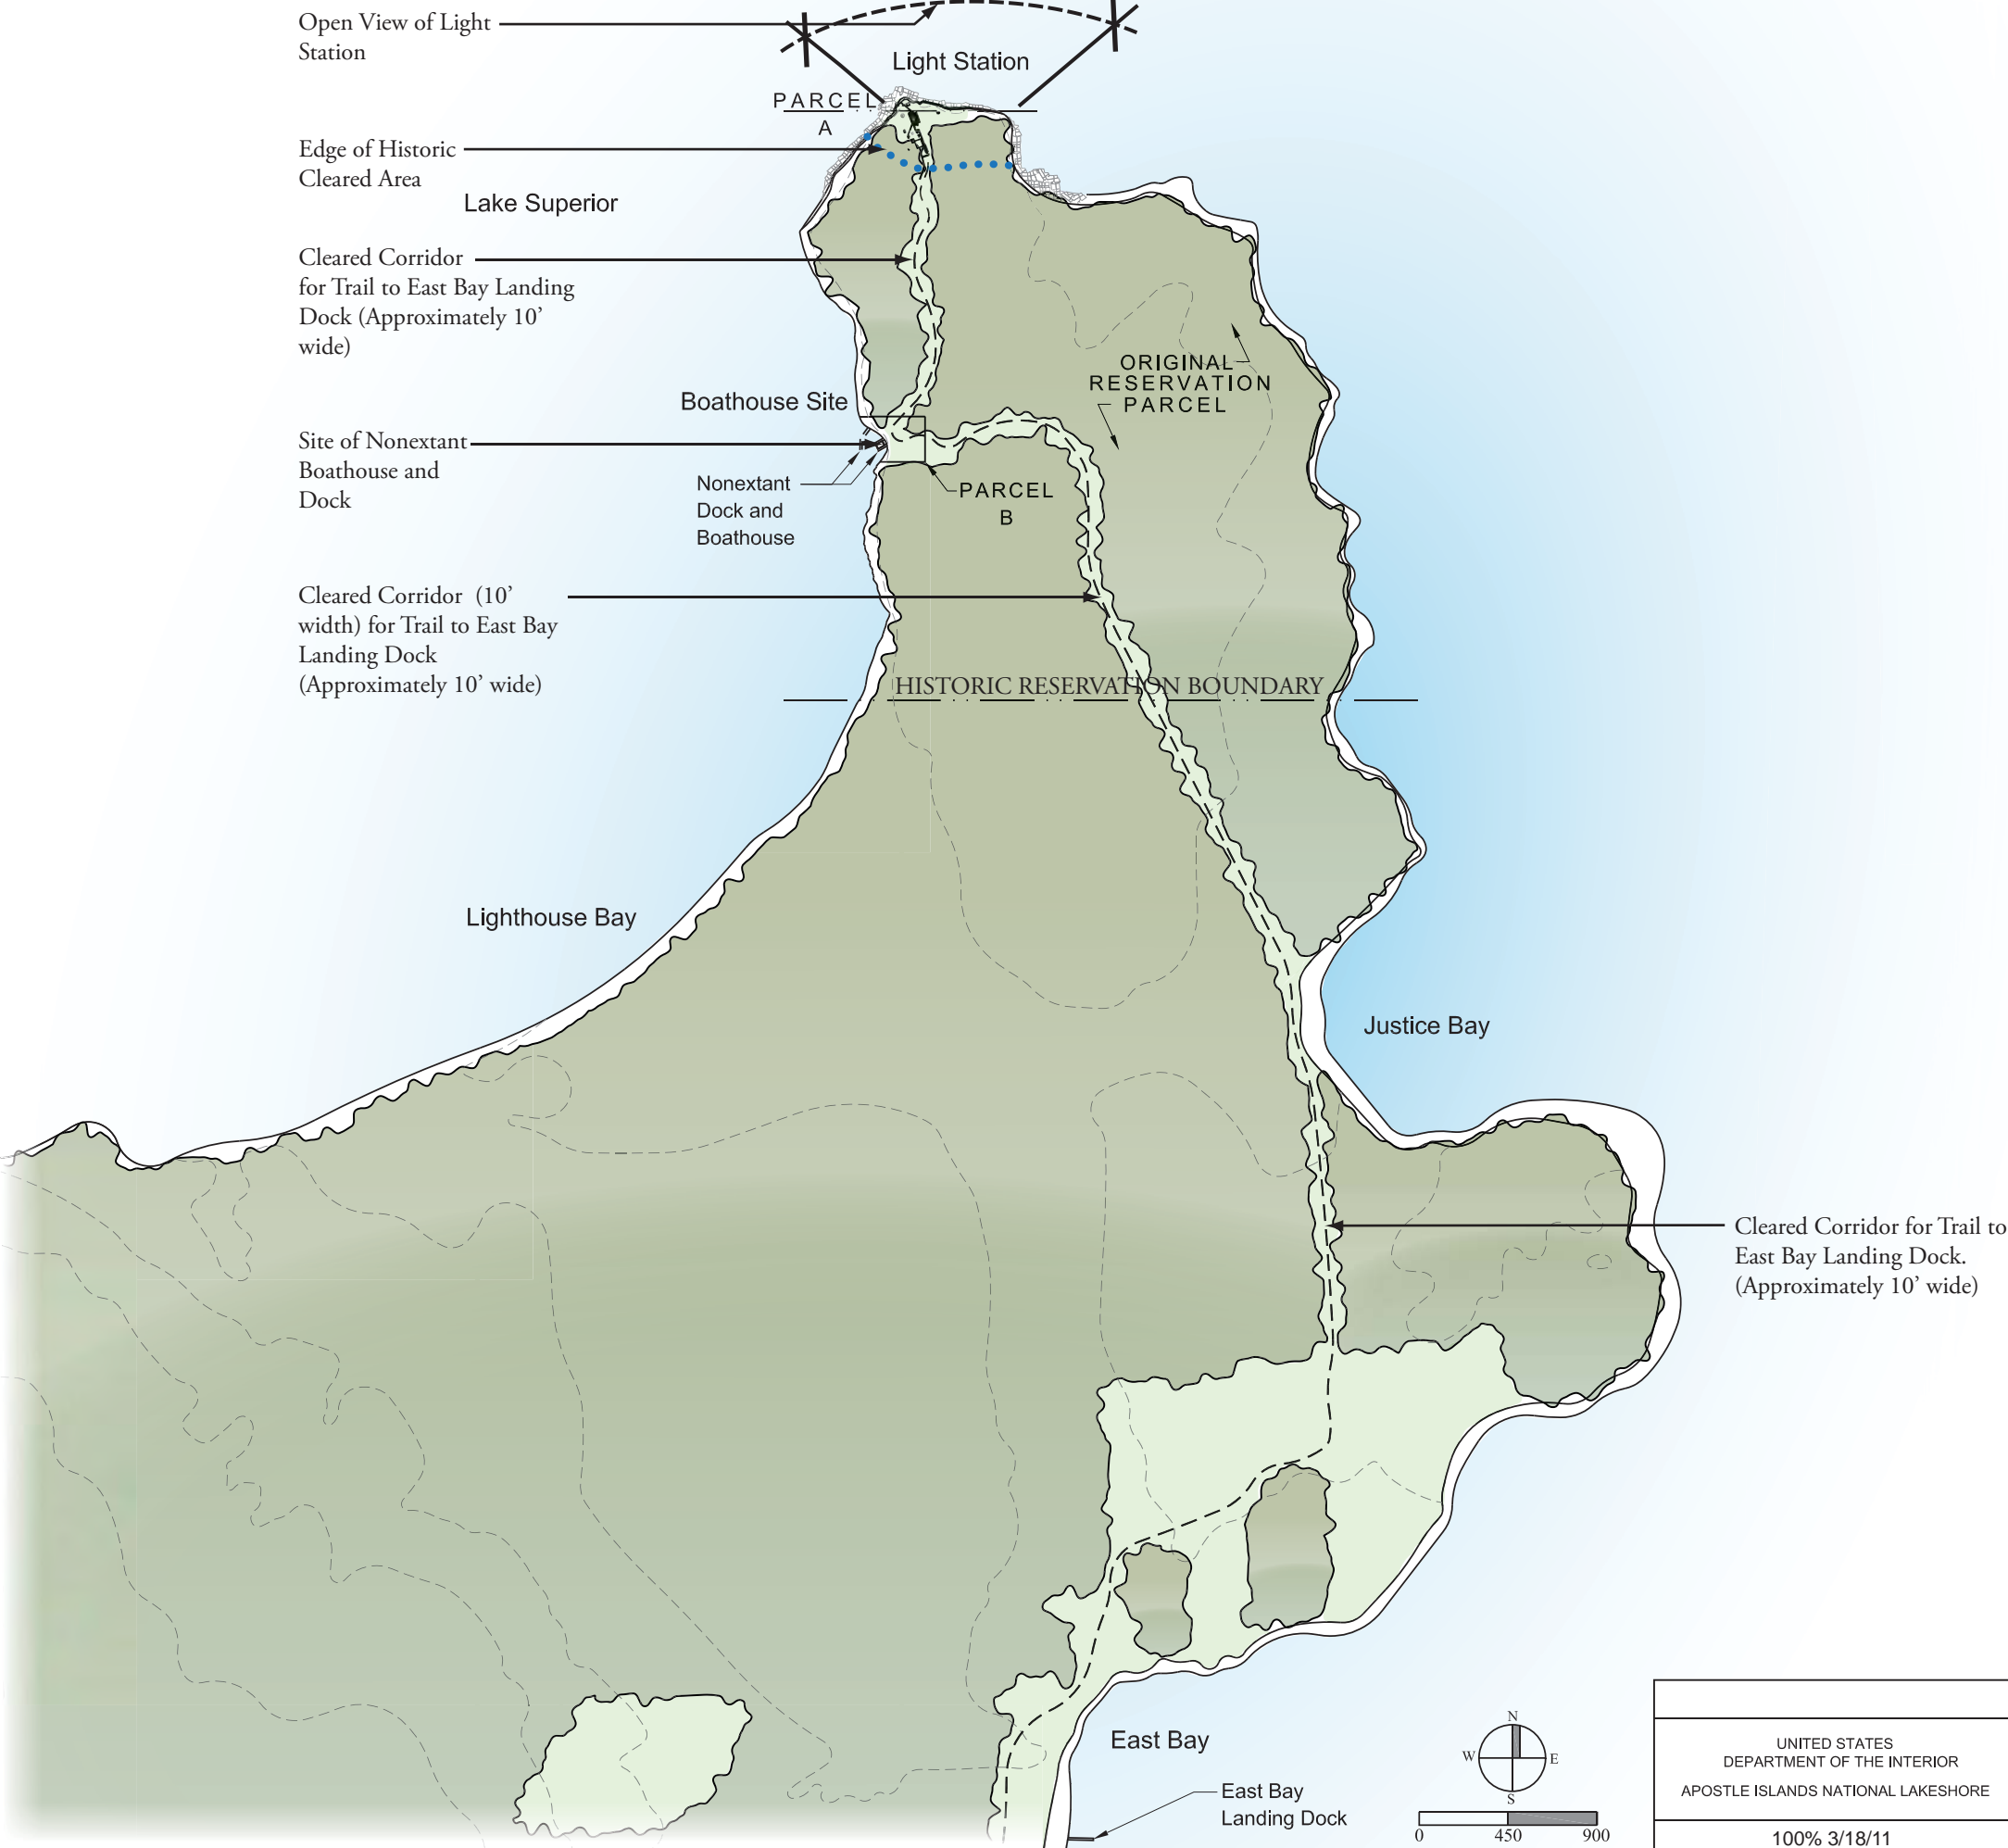 Open View of Light
Station
Light Station
PARCEL
A
Edge of Historic
Cleared Area
Lake Superior
Cleared Corridor
for Trail to East Bay Landing
Dock (Approximately 10’
wide)
ORIGINAL
RESERVATION
PARCEL
Boathouse Site
Site of Nonextant
Boathouse and
Dock
Nonextant
Dock and
Boathouse
PARCEL
B
Cleared Corridor (10’
width) for Trail to East Bay
Landing Dock
(Approximately 10’ wide)
HISTORIC RESERVATION BOUNDARY
Lighthouse Bay
Justice Bay
Cleared Corridor for Trail to
East Bay Landing Dock.
(Approximately 10’ wide)
East Bay
East Bay
Landing Dock
N
W E
S
0 450 900
UNITED STATES
DEPARTMENT OF THE INTERIOR
APOSTLE ISLANDS NATIONAL LAKESHORE
100% 3/18/11